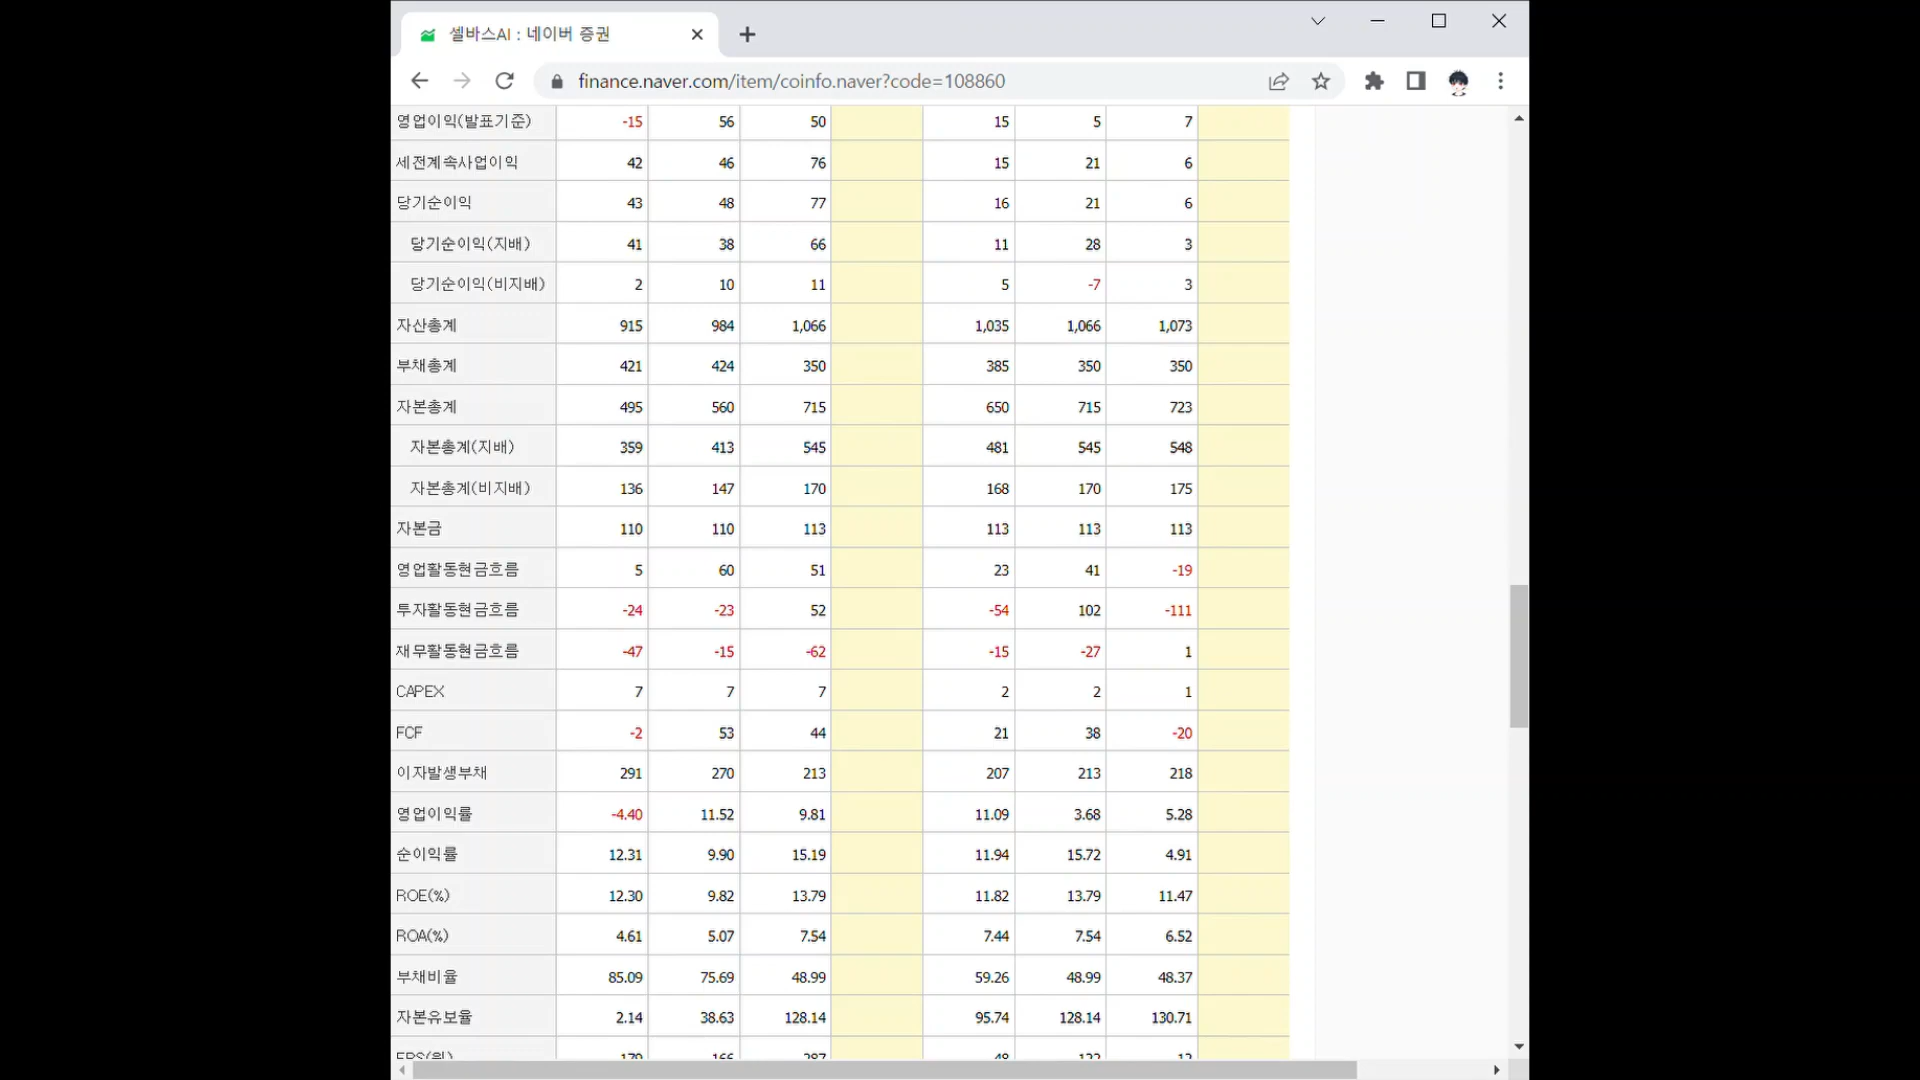 셀바스AI : 네이버 증권
finance.naver.com/item/coinfo.naver?code=108860
영업이익(발표기준) -15 56 50 15 5 7
세전계속사업이익 42 46 76 15 21 6
당기순이익 43 48 77 16 21 6
당기순이익(지배) 41 38 66 11 28 3
당기순이익(비지배) 2 10 11 5 -7 3
자산총계 915 984 1,066 1,035 1,066 1,073
부채총계 421 424 350 385 350 350
자본총계 495 560 715 650 715 723
자본총계(지배) 359 413 545 481 545 548
자본총계(비지배) 136 147 170 168 170 175
자본금 110 110 113 113 113 113
영업활동현금흐름 5 60 51 23 41 -19
투자활동현금흐름 -24 -23 52 -54 102 -111
재무활동현금흐름 -47 -15 -62 -15 -27 1
CAPEX 7 7 7 2 2 1
FCF -2 53 44 21 38 -20
이자발생부채 291 270 213 207 213 218
영업이익률 -4.40 11.52 9.81 11.09 3.68 5.28
순이익률 12.31 9.90 15.19 11.94 15.72 4.91
ROE(%) 12.30 9.82 13.79 11.82 13.79 11.47
ROA(%) 4.61 5.07 7.54 7.44 7.54 6.52
부채비율 85.09 75.69 48.99 59.26 48.99 48.37
자본유보율 2.14 38.63 128.14 95.74 128.14 130.71
EPS(원) 179 166 287 48 122 12